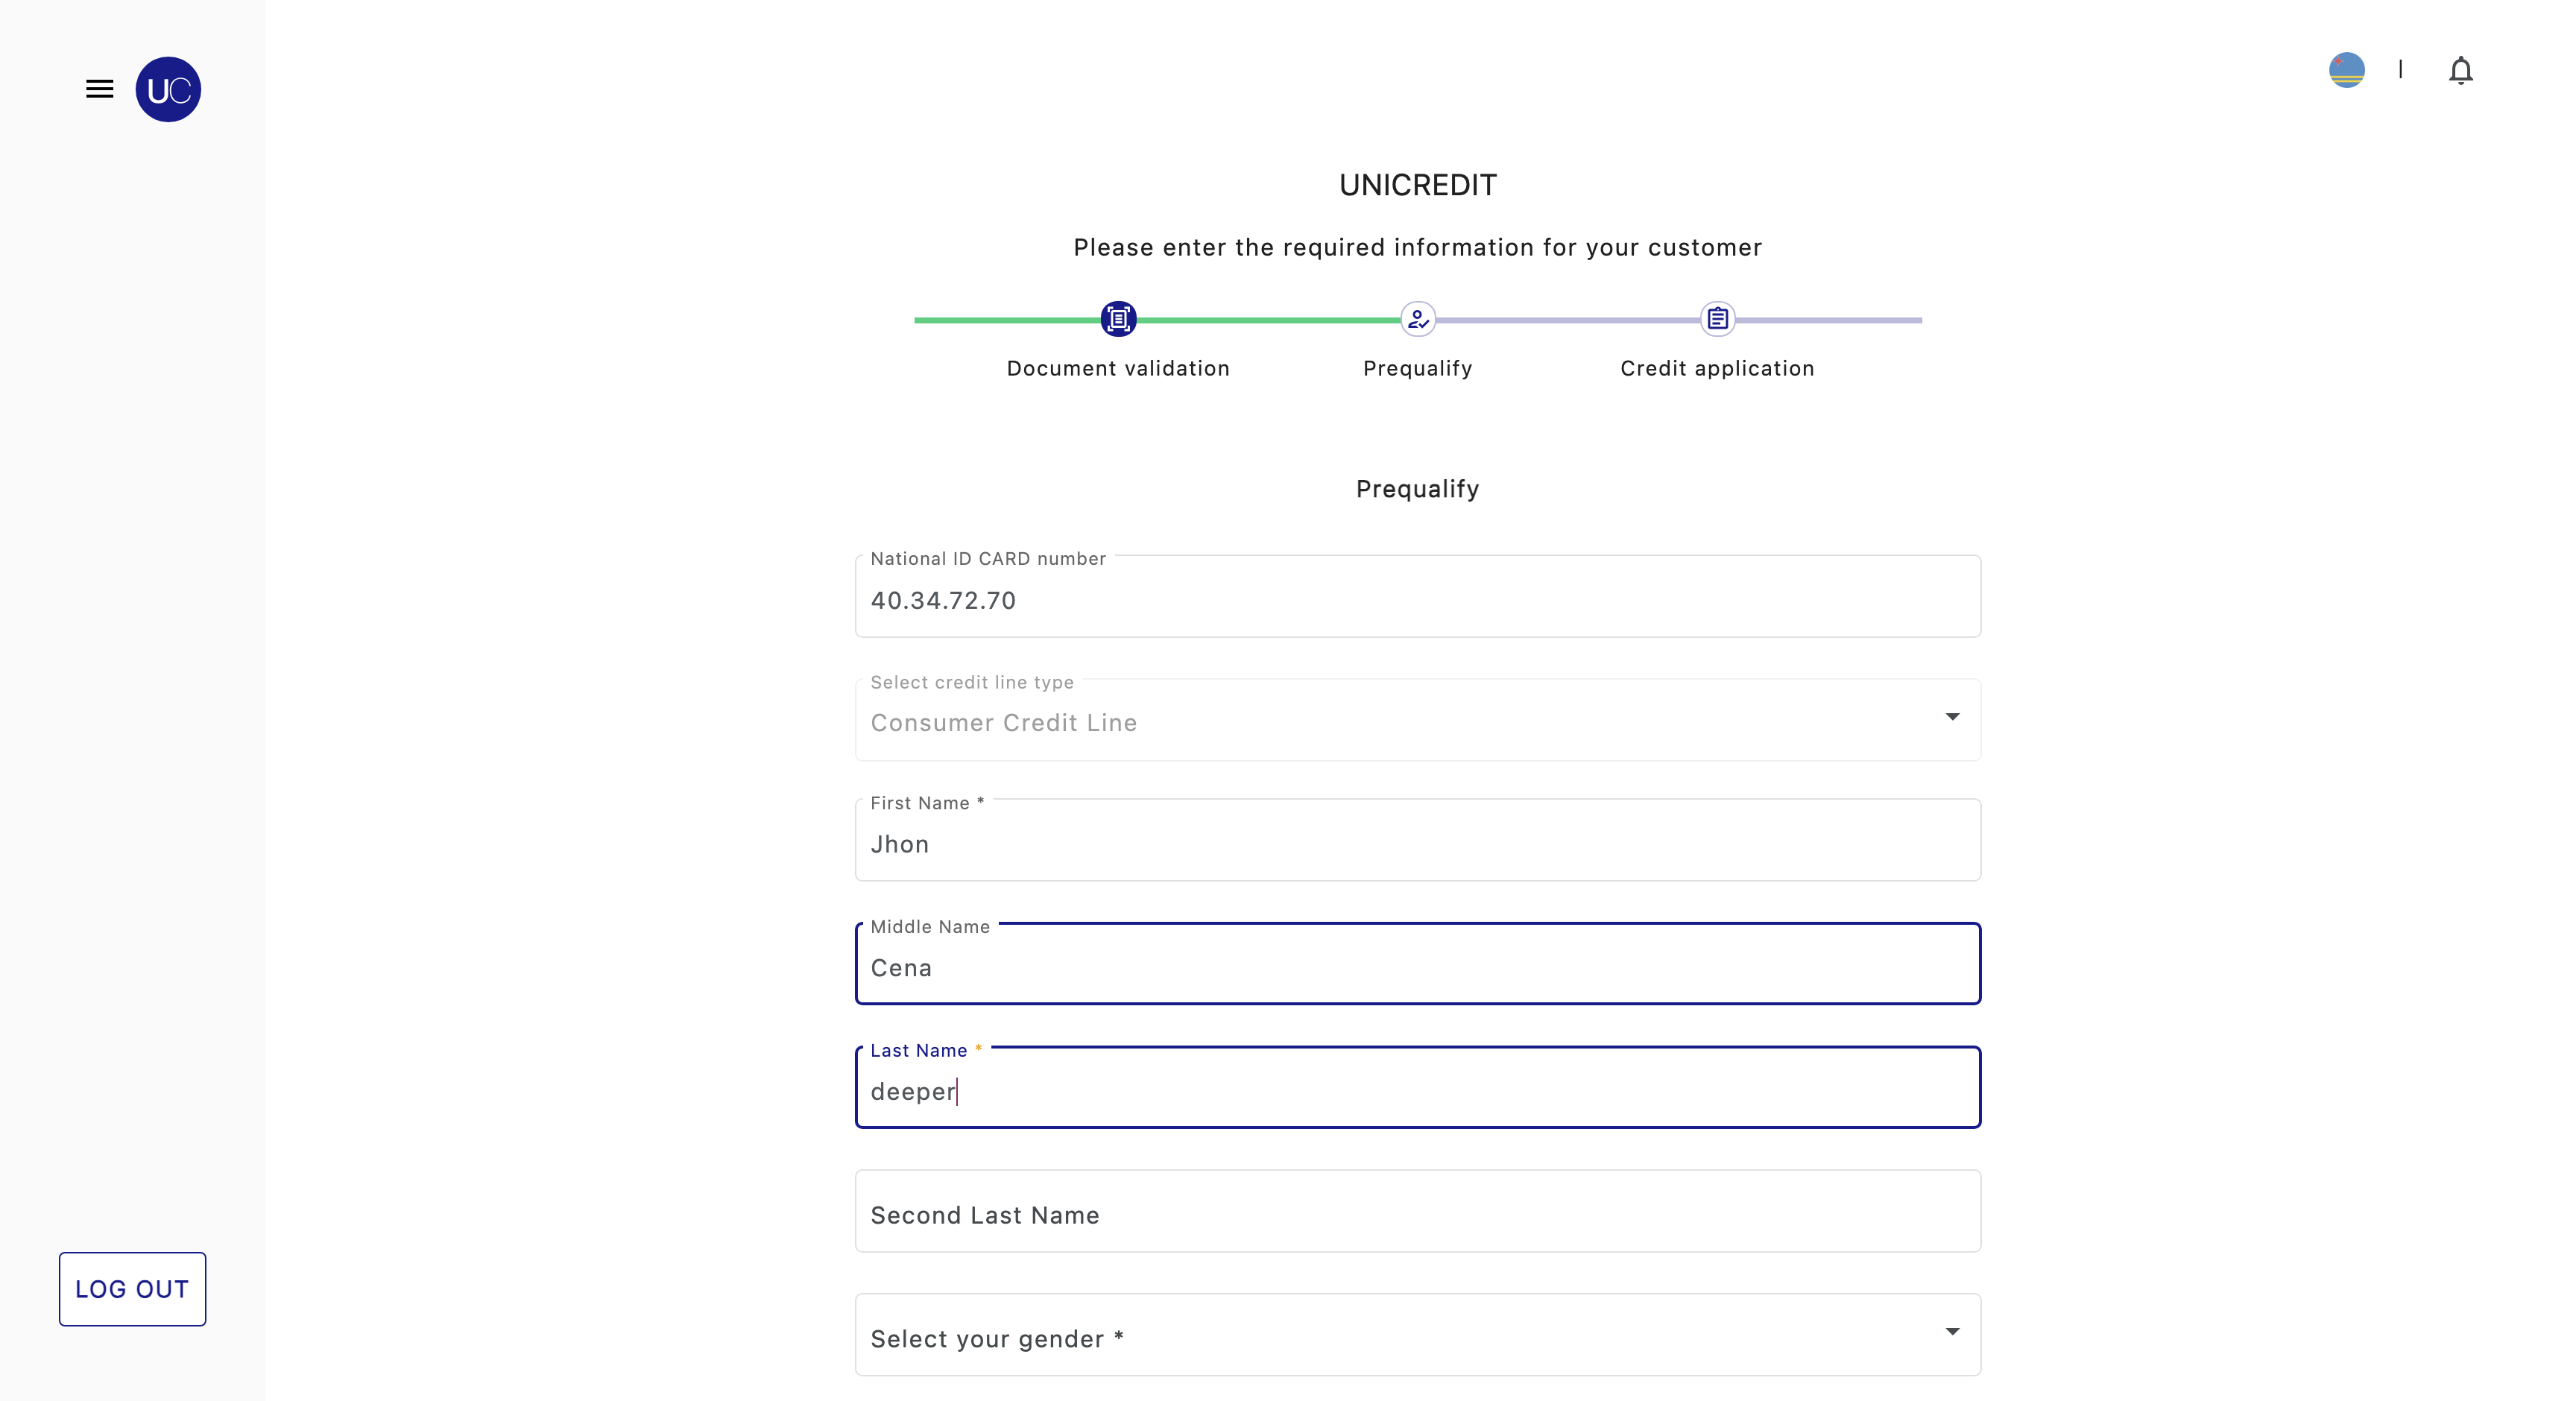 UC
UNICREDIT
Please enter the required information for your customer
Document validation
Prequalify
Credit application
Prequalify
National ID CARD number
40.34.72.70
Select credit line type
Consumer Credit Line
First Name *
Jhon
Middle Name
Cena
Last Name *
deeper
Second Last Name
Select your gender *
LOG OUT